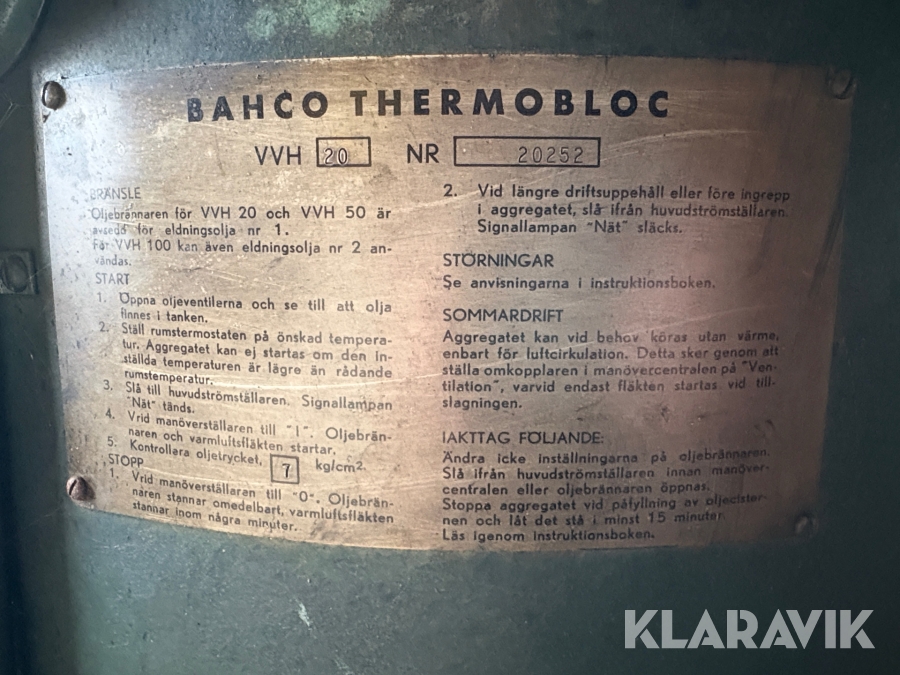 BAHCO THERMOBLOC
VVH 20 NR 20252
BRÄNSLE
Oljebrännaren för VVH 20 och VVH 50 är
avsedd för eldningsolja nr 1.
För VVH 100 kan även eldningsolja nr 2 an-
vändas.
START
1. Öppna oljeventilerna och se till att olja
finnes i tanken.
2. Ställ rumstermostaten på önskad tempera-
tur. Aggregatet kan ej startas om den in-
ställda temperaturen är lägre än rådande
rumstemperatur.
3. Slå till huvudströmställaren. Signallampan
"Nät" tänds.
4. Vrid manöverställaren till "1". Oljebrän-
naren och varmluftsfläkten startar.
5. Kontrollera oljetrycket, 7 kg/cm2.
STOPP
1. Vrid manöverställaren till "0". Oljebrän-
naren stannar omedelbart, varmluftsfläkten
stannar inom några minuter.
2. Vid längre driftsuppehåll eller före ingrepp
i aggregatet, slå ifrån huvudströmställaren.
Signallampan "Nät" släcks.
STÖRNINGAR
Se anvisningarna i instruktionsboken.
SOMMARDRIFT
Aggregatet kan vid behov köras utan värme,
enbart för luftcirkulation. Detta sker genom att
ställa omkopplaren i manövercentralen på "Ven-
tilation", varvid endast fläkten startas vid till-
slagningen.
IAKTTAG FÖLJANDE:
Ändra icke inställningarna på oljebrännaren.
Slå ifrån huvudströmställaren innan manöver-
centralen eller oljebrännaren öppnas.
Stoppa aggregatet vid påfyllning av oljecister-
nen och låt det stå i minst 15 minuter.
Läs igenom instruktionsboken.
KLARAVIK